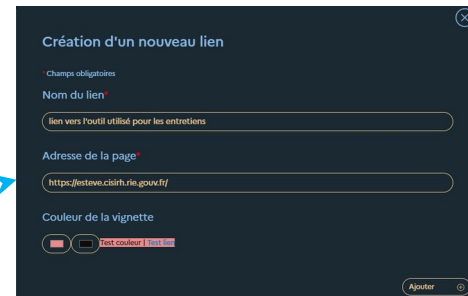 Création d'un nouveau lien
*Champs obligatoires
Nom du lien*
lien vers l'outil utilisé pour les entretiens
Adresse de la page*
https://esteve.cisirh.rie.gouv.fr/
Couleur de la vignette
Test couleur | Test lien
Ajouter